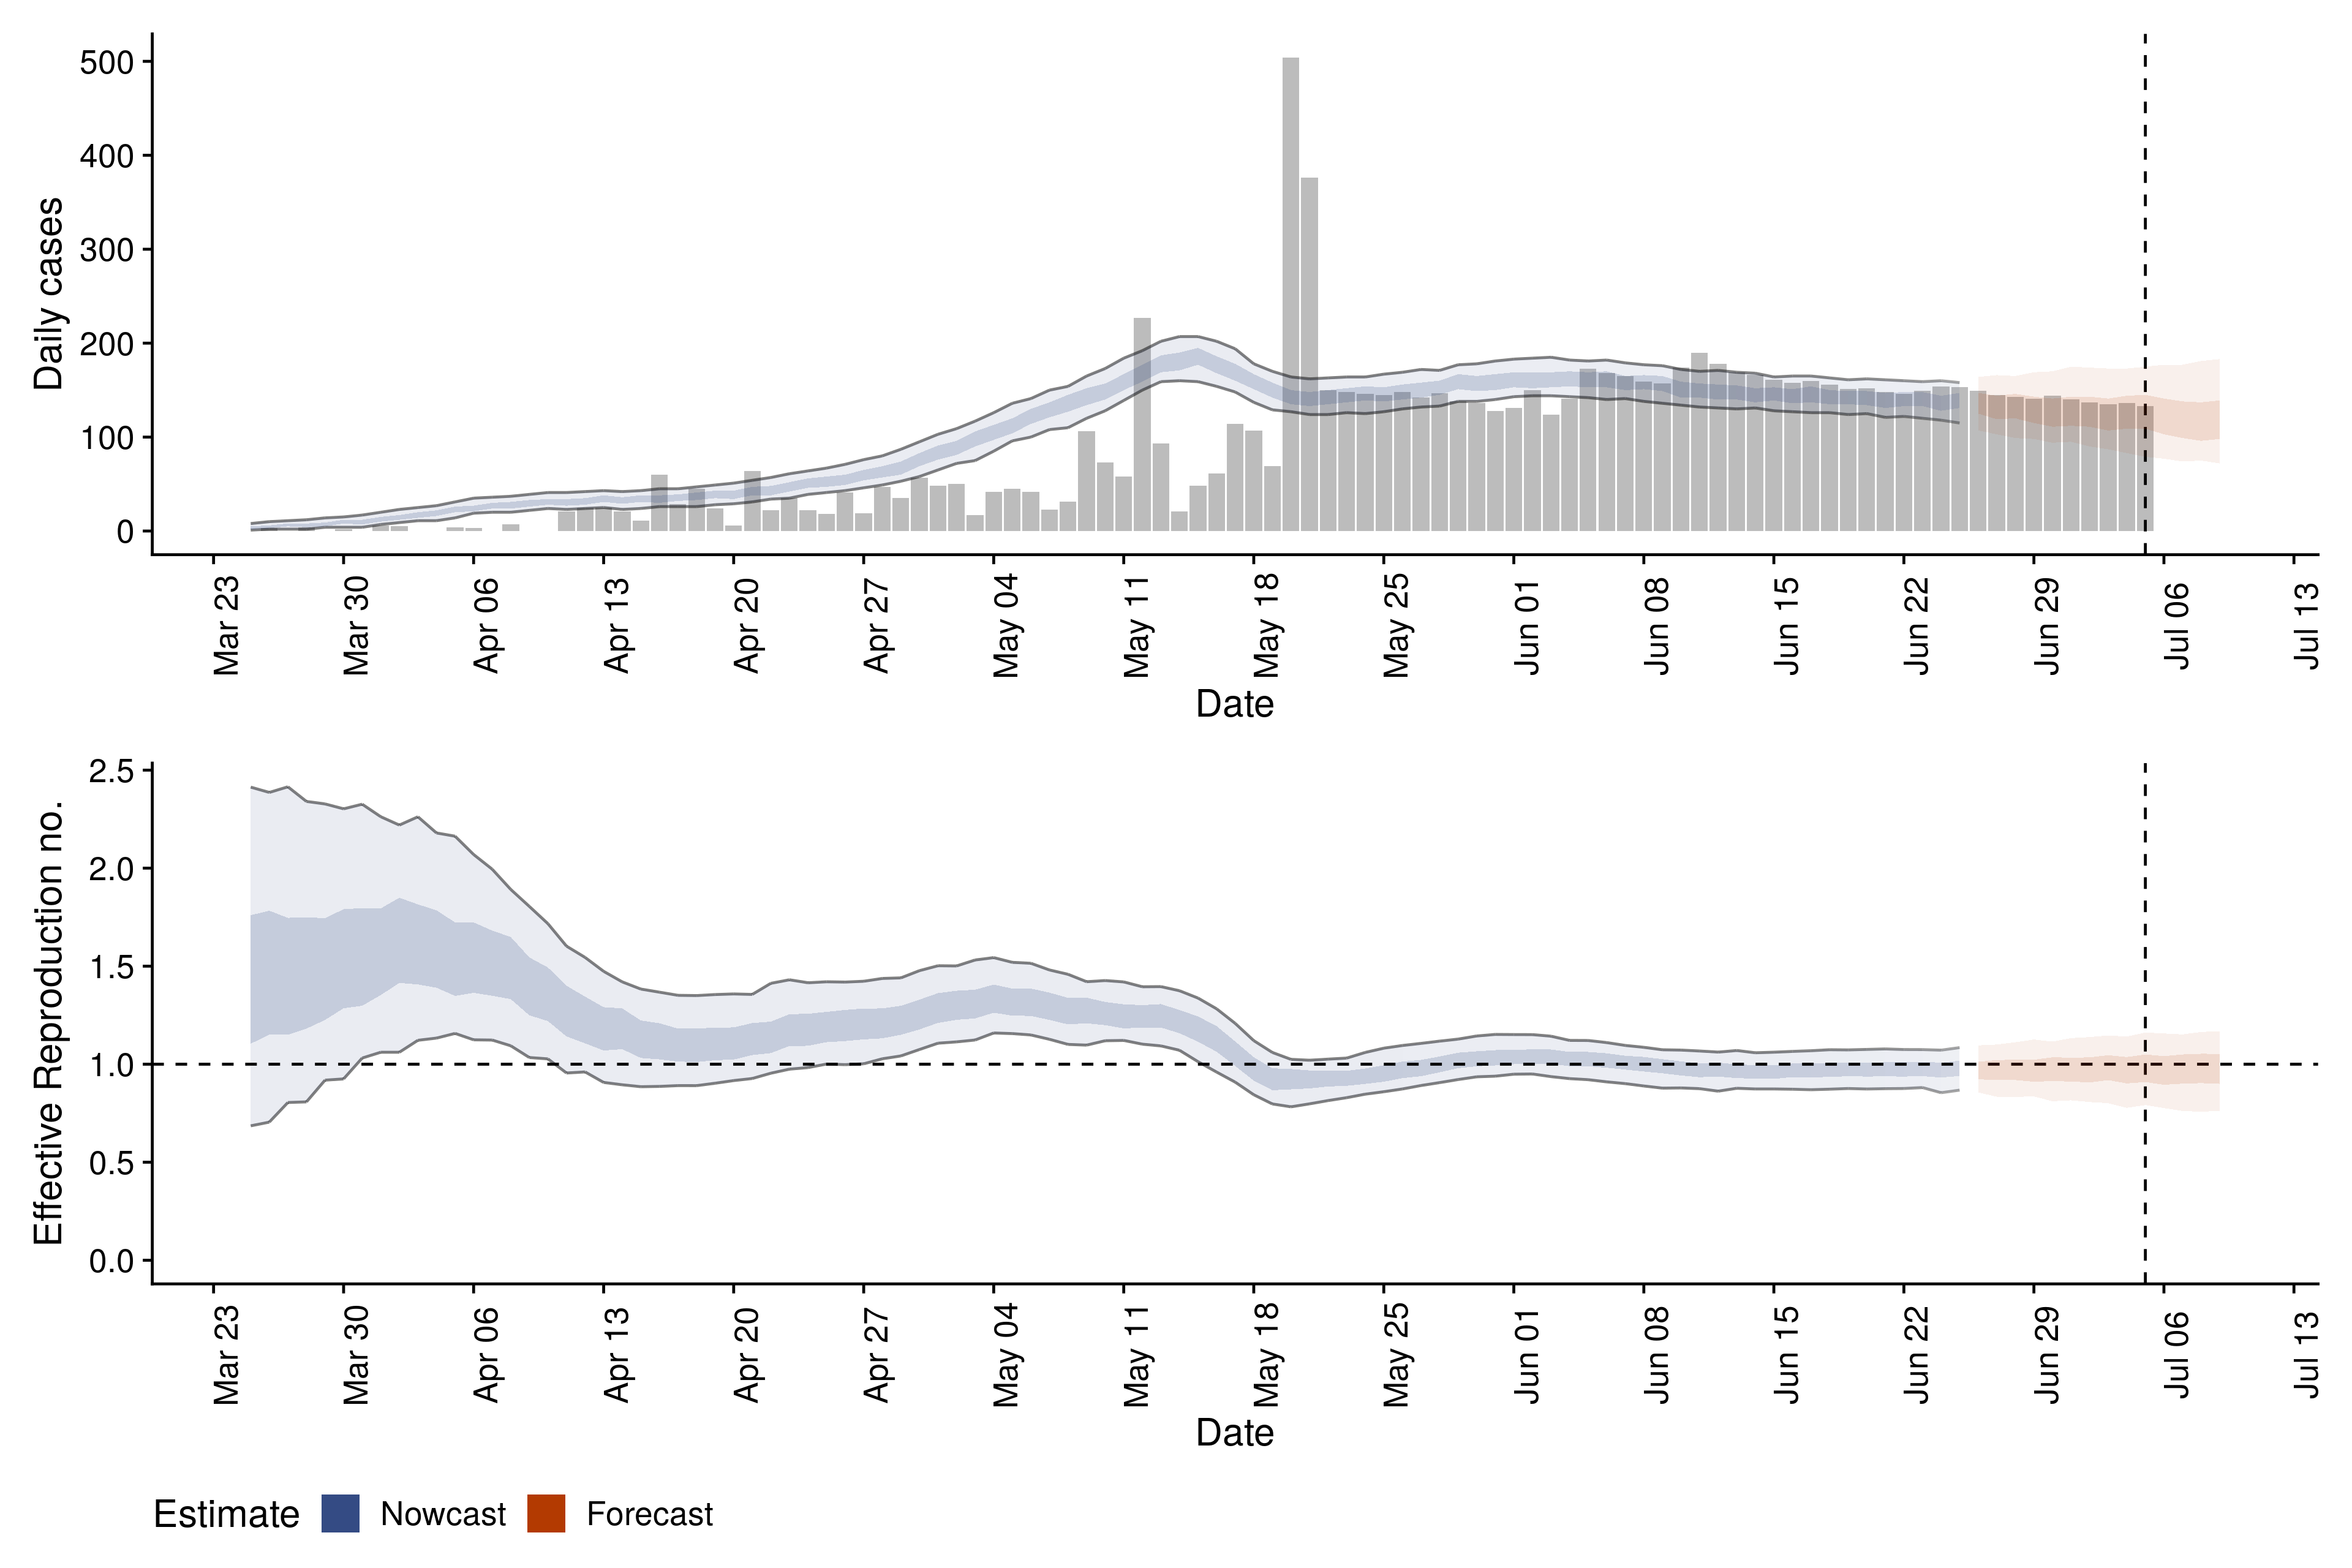 500
400
300
200
100
0
Daily cases
Mar 23
Mar 30
Apr 06
Apr 13
Apr 20
Apr 27
May 04
May 11
May 18
May 25
Jun 01
Jun 08
Jun 15
Jun 22
Jun 29
Jul 06
Jul 13
Date
2.5
2.0
1.5
1.0
0.5
0.0
Effective Reproduction no.
Mar 23
Mar 30
Apr 06
Apr 13
Apr 20
Apr 27
May 04
May 11
May 18
May 25
Jun 01
Jun 08
Jun 15
Jun 22
Jun 29
Jul 06
Jul 13
Date
Estimate Nowcast Forecast